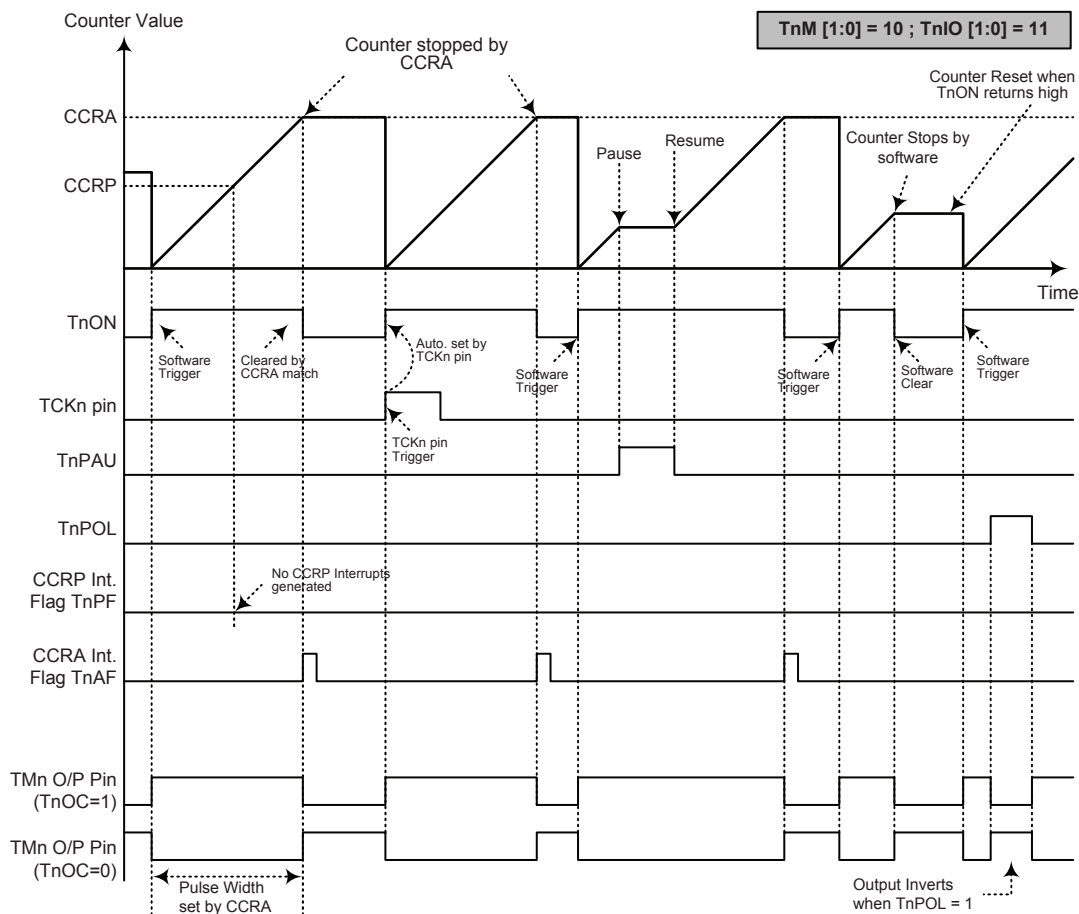 Counter Value
TnM [1:0] = 10 ; TnIO [1:0] = 11
Counter stopped by
CCRA
Counter Reset when
TnON returns high
CCRA
Pause
Resume
Counter Stops by
software
CCRP
Time
TnON
Software
Trigger
Cleared by
CCRA match
Auto. set by
TCKn pin
Software
Trigger
Software
Trigger
Software
Clear
Software
Trigger
TCKn pin
TCKn pin
Trigger
TnPAU
TnPOL
CCRP Int.
Flag TnPF
No CCRP Interrupts
generated
CCRA Int.
Flag TnAF
TMn O/P Pin
(TnOC=1)
TMn O/P Pin
(TnOC=0)
Pulse Width
set by CCRA
Output Inverts
when TnPOL = 1